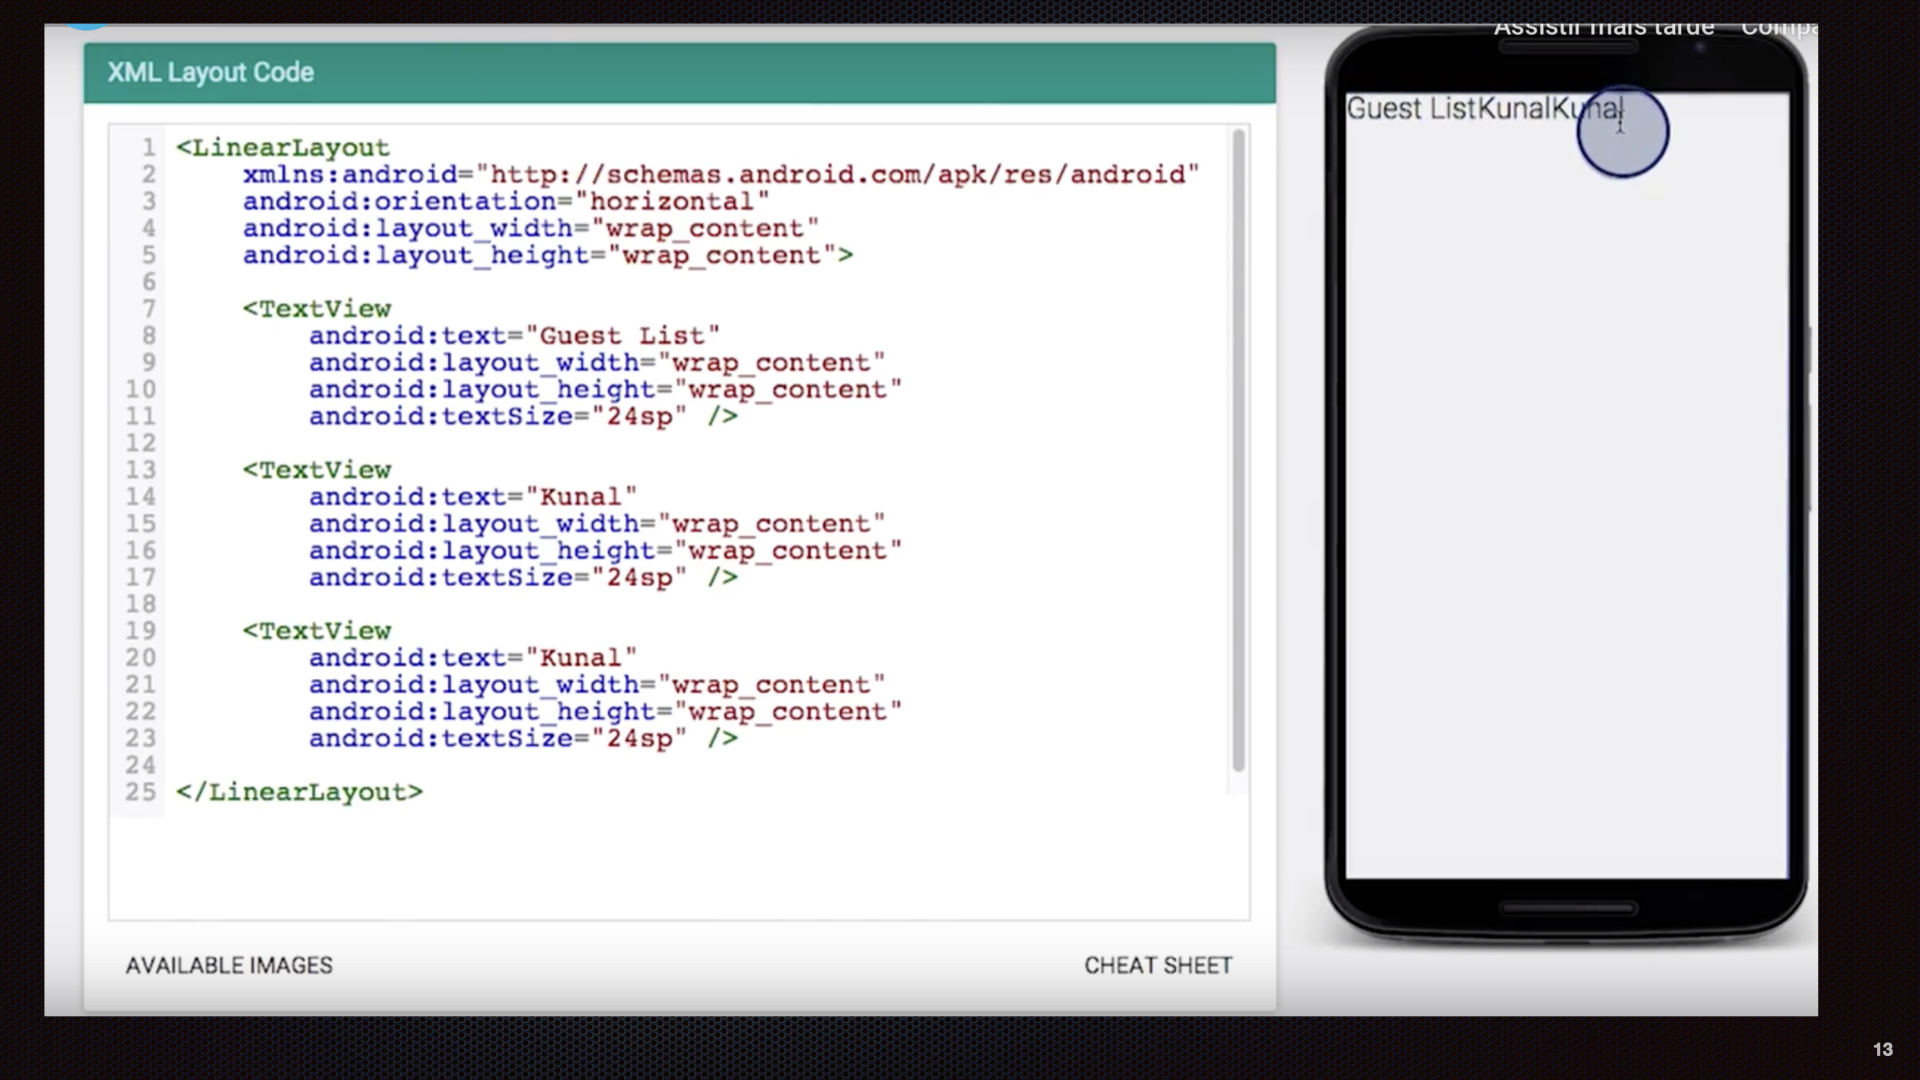 Assistir mais tarde
XML Layout Code
Guest ListKunalKunal
1 <LinearLayout
2 xmlns:android="http://schemas.android.com/apk/res/android"
3 android:orientation="horizontal"
4 android:layout_width="wrap_content"
5 android:layout_height="wrap_content">
6
7 <TextView
8 android:text="Guest List"
9 android:layout_width="wrap_content"
10 android:layout_height="wrap_content"
11 android:textSize="24sp" />
12
13 <TextView
14 android:text="Kunal"
15 android:layout_width="wrap_content"
16 android:layout_height="wrap_content"
17 android:textSize="24sp" />
18
19 <TextView
20 android:text="Kunal"
21 android:layout_width="wrap_content"
22 android:layout_height="wrap_content"
23 android:textSize="24sp" />
24
25 </LinearLayout>
AVAILABLE IMAGES
CHEAT SHEET
13